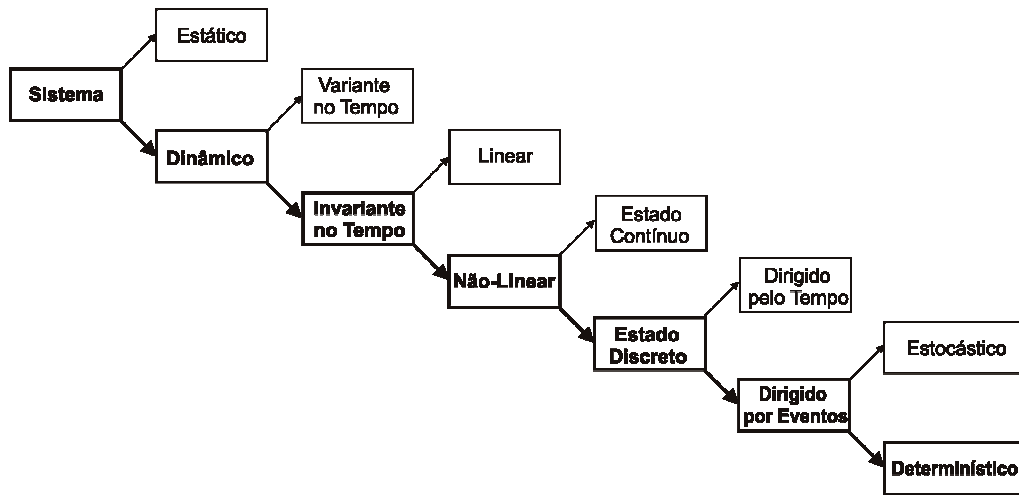 Estático
Sistema
Variante
no Tempo
Dinâmico
Linear
Invariante
no Tempo
Estado
Contínuo
Não-Linear
Dirigido
pelo Tempo
Estado
Discreto
Estocástico
Dirigido
por Eventos
Determinístico